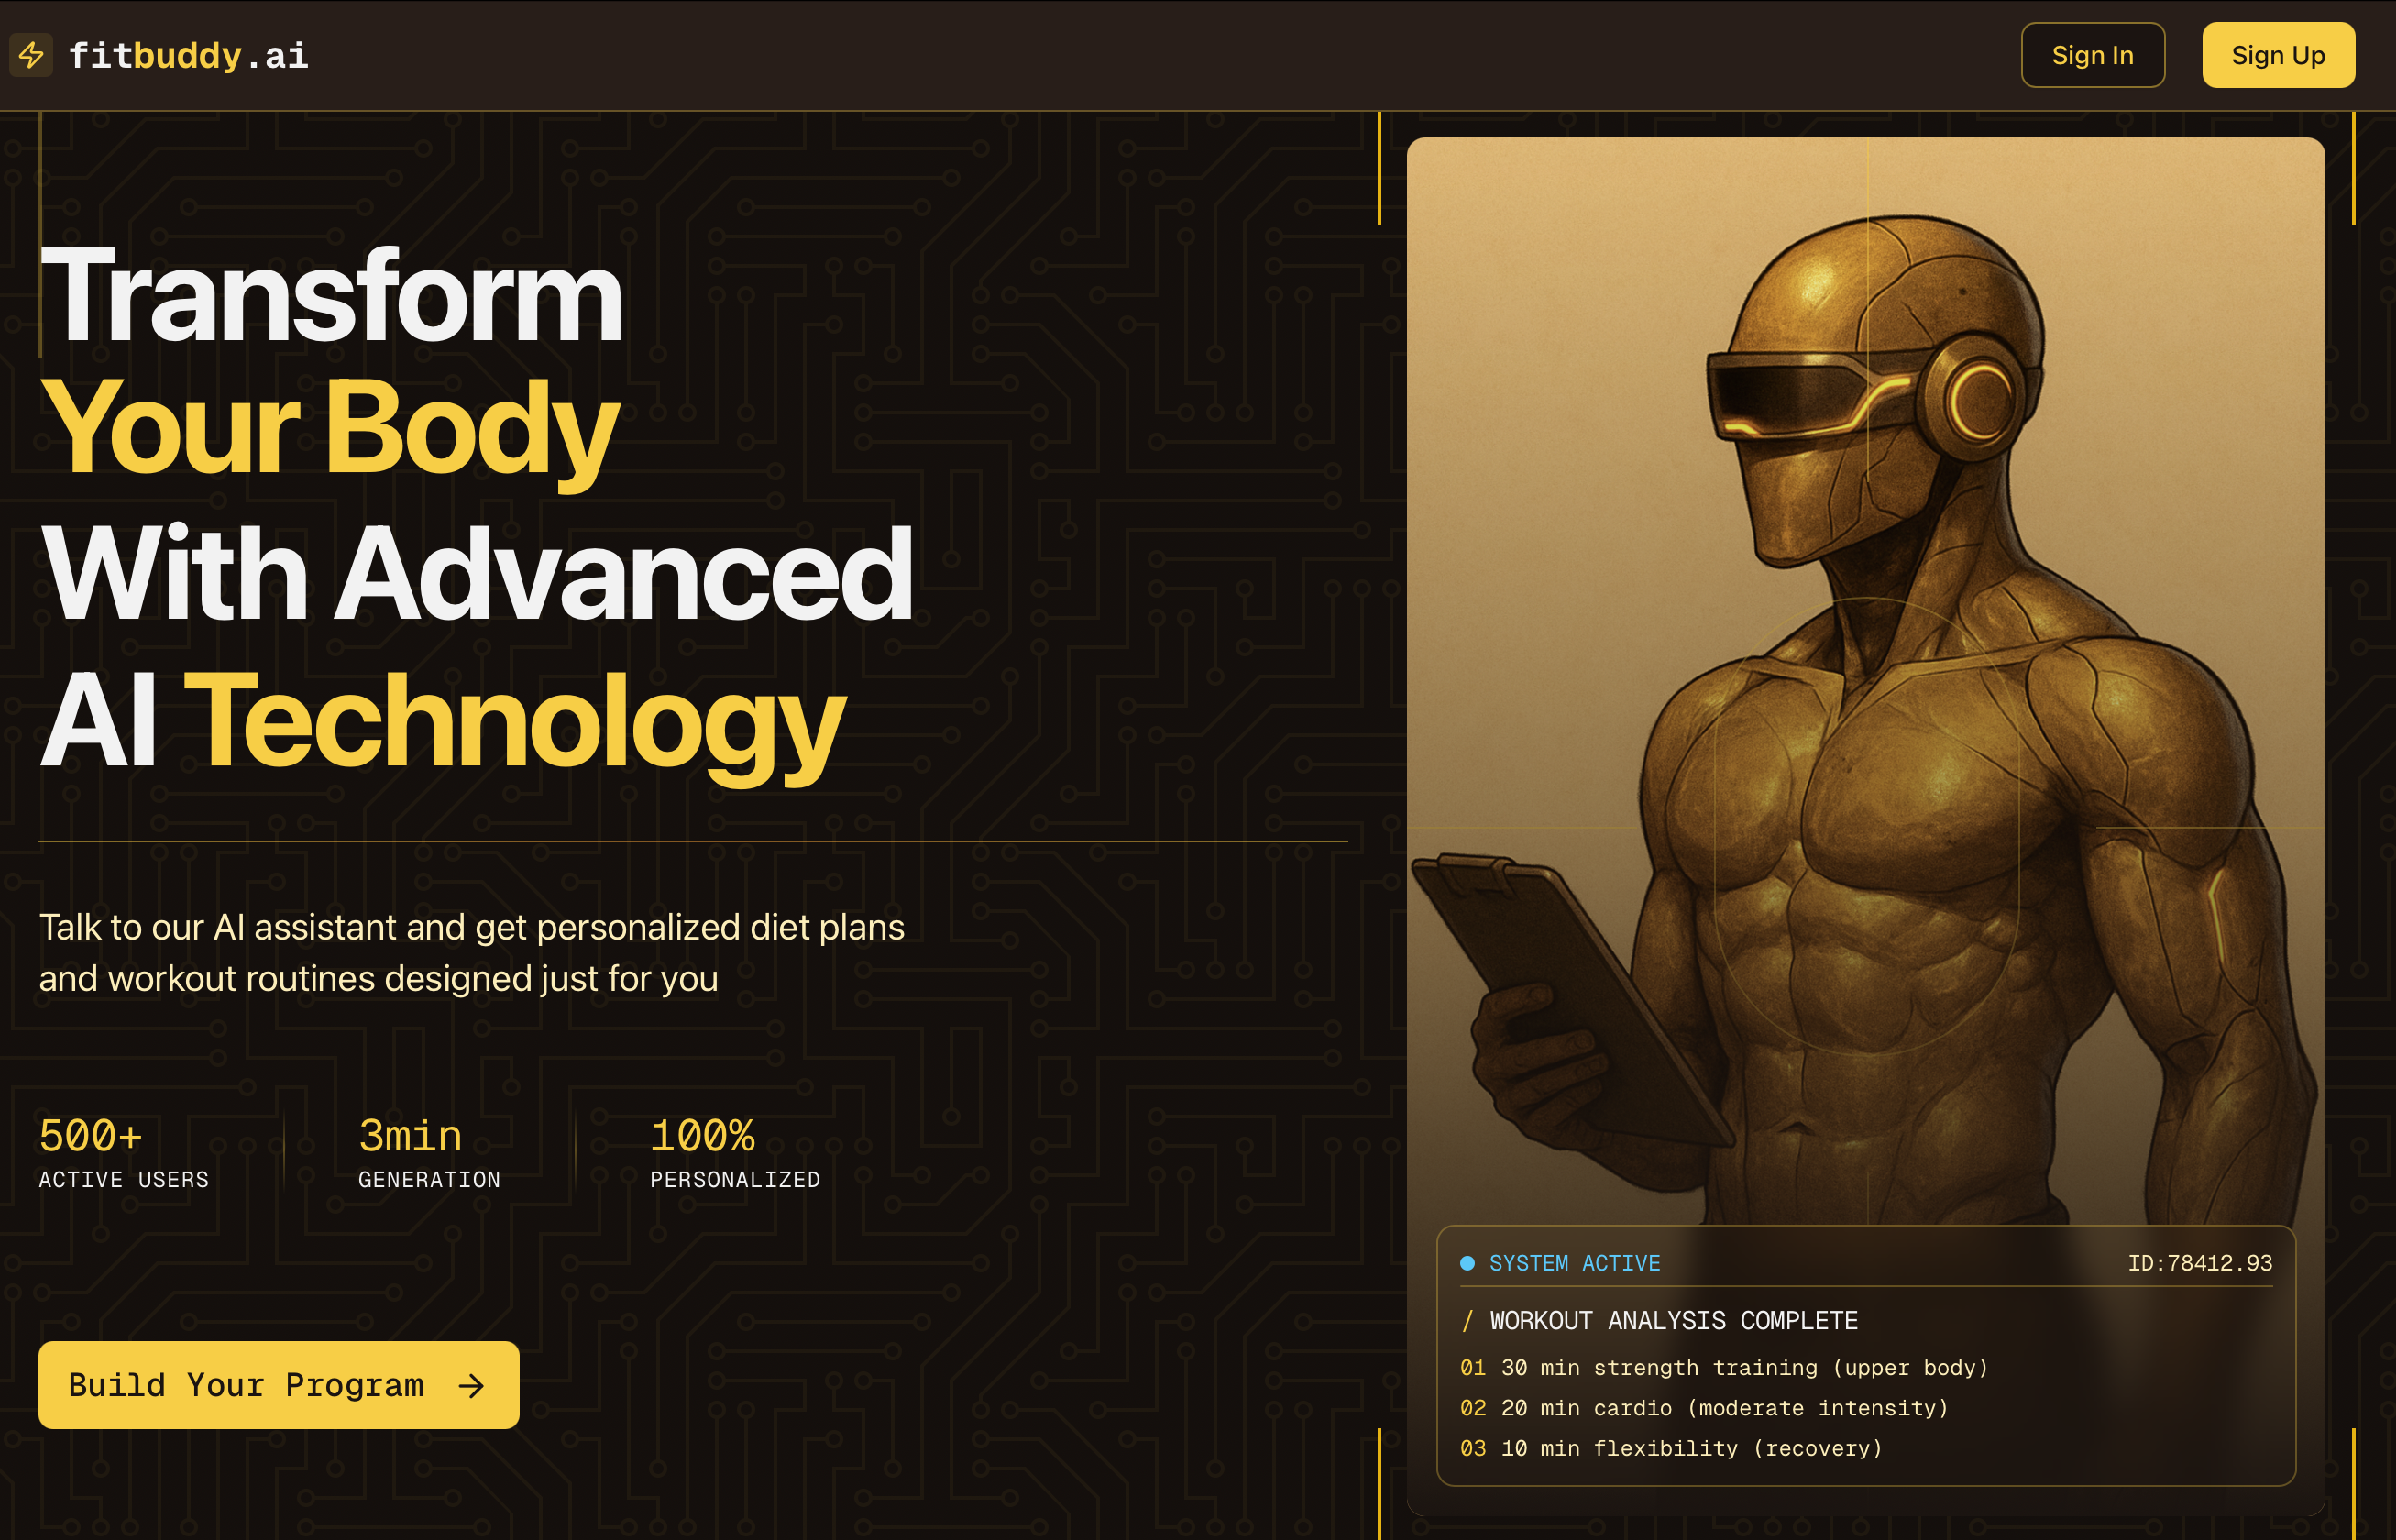 fitbuddy.ai
Sign In
Sign Up
Transform
Your Body
With Advanced
AI Technology
Talk to our AI assistant and get personalized diet plans
and workout routines designed just for you
500+
ACTIVE USERS
3min
GENERATION
100%
PERSONALIZED
Build Your Program →
SYSTEM ACTIVE
ID:78412.93
/ WORKOUT ANALYSIS COMPLETE
01 30 min strength training (upper body)
02 20 min cardio (moderate intensity)
03 10 min flexibility (recovery)